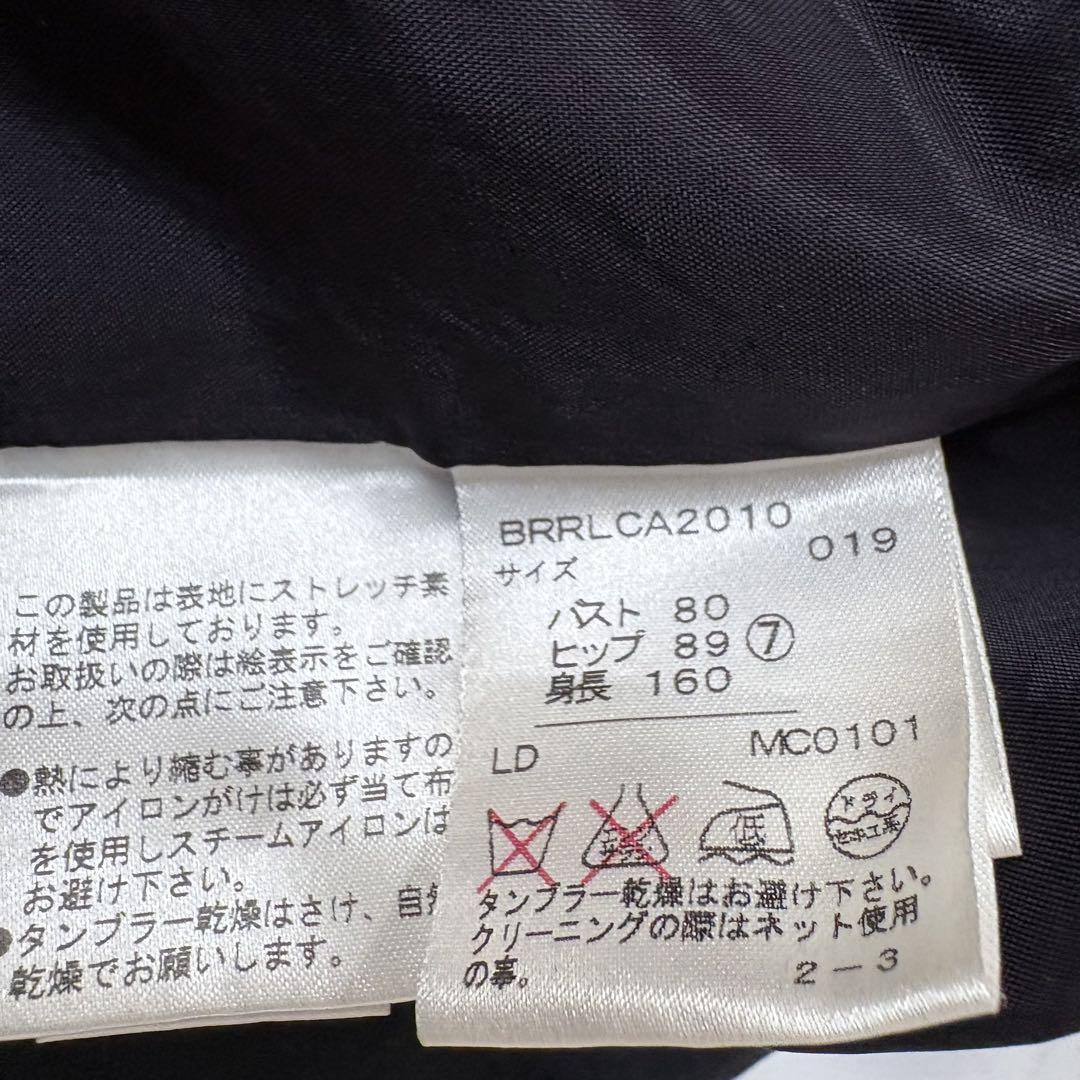 この製品は表地にストレッチ素
材を使用しております。
お取扱いの際は絵表示をご確認
の上、次の点にご注意下さい。
●熱により縮む事がありますの
でアイロンがけは必ず当て布
を使用しスチームアイロンは
お避け下さい。
●タンブラー乾燥はさけ、自然
乾燥でお願いします。
BRRLCA2010
019
サイズ
バスト 80
ヒップ 89 ⑦
身長 160
LD MC0101
エンソ
サラシ
低
ドライ
石油系
タンブラー乾燥はお避け下さい。
クリーニングの際はネット使用
の事。
2-3